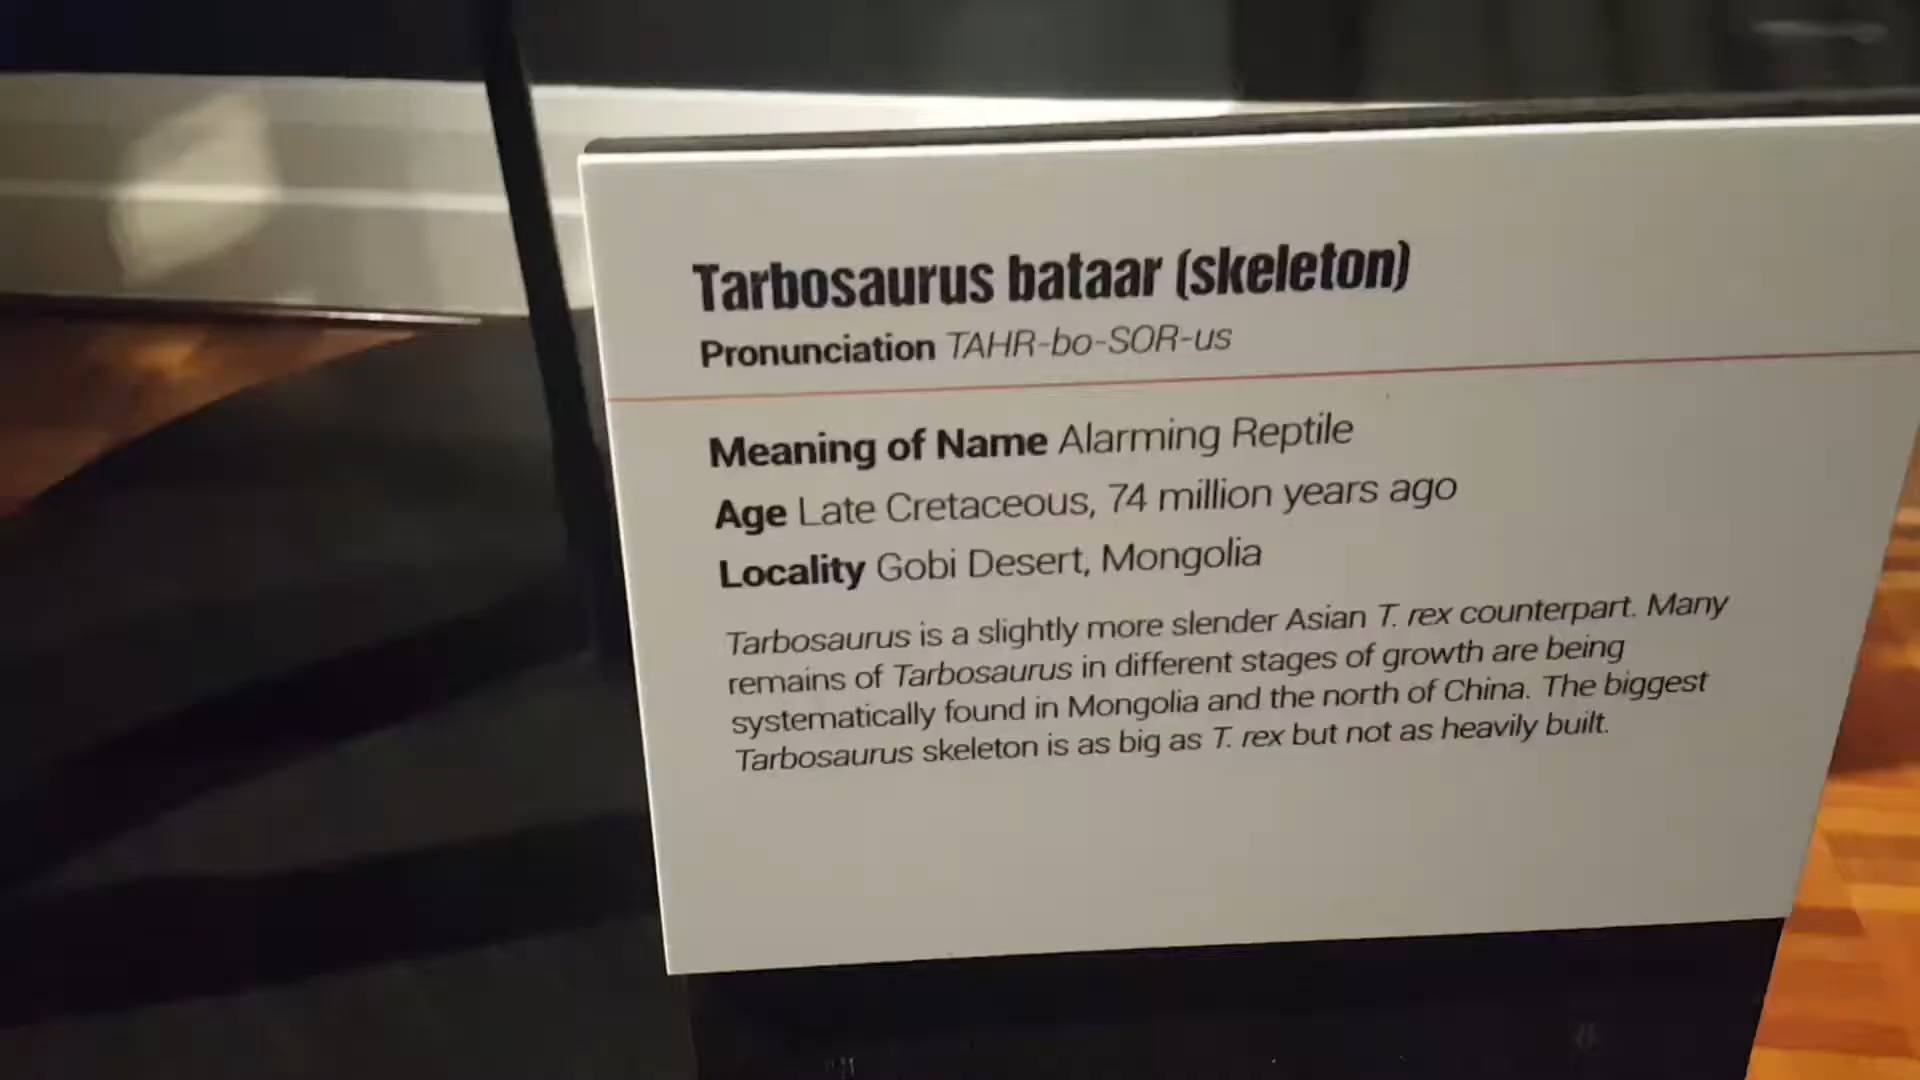 Tarbosaurus bataar (skeleton)
Pronunciation TAHR-bo-SOR-us
Meaning of Name Alarming Reptile
Age Late Cretaceous, 74 million years ago
Locality Gobi Desert, Mongolia
Tarbosaurus is a slightly more slender Asian T. rex counterpart. Many
remains of Tarbosaurus in different stages of growth are being
systematically found in Mongolia and the north of China. The biggest
Tarbosaurus skeleton is as big as T. rex but not as heavily built.